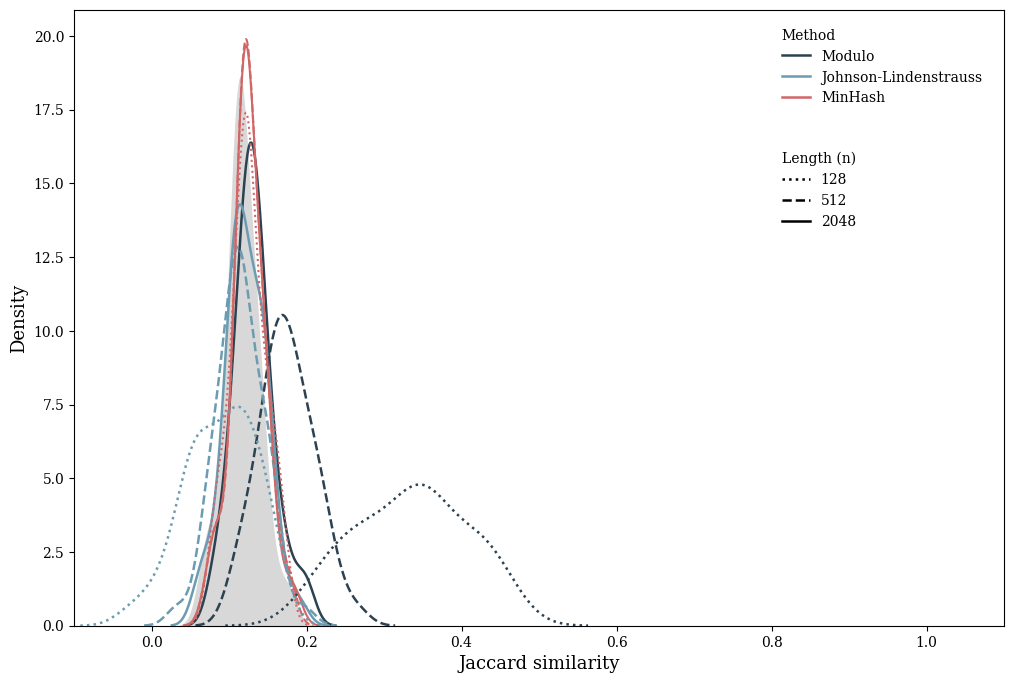 Method
Modulo
Johnson-Lindenstrauss
MinHash
Length (n)
128
512
2048
Density
20.0
17.5
15.0
12.5
10.0
7.5
5.0
2.5
0.0
0.0 0.2 0.4 0.6 0.8 1.0
Jaccard similarity